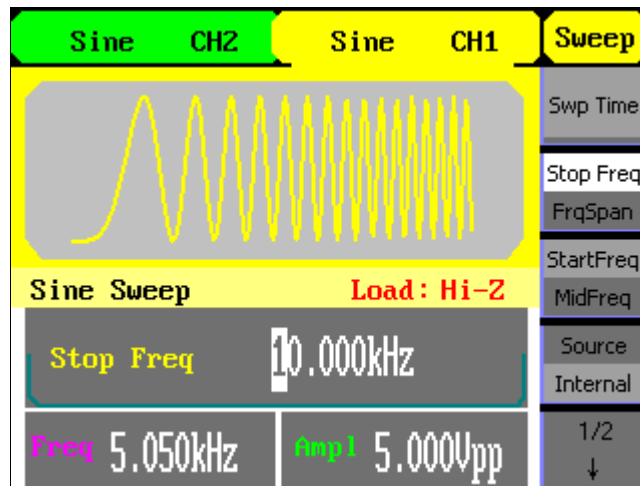 Sine CH2 Sine CH1 Sweep
Swp Time
Stop Freq
FrqSpan
StartFreq
MidFreq
Source
Internal
1/2
↓
Sine Sweep Load: Hi-Z
Stop Freq 10.000kHz
Freq 5.050kHz Ampl 5.000Vpp